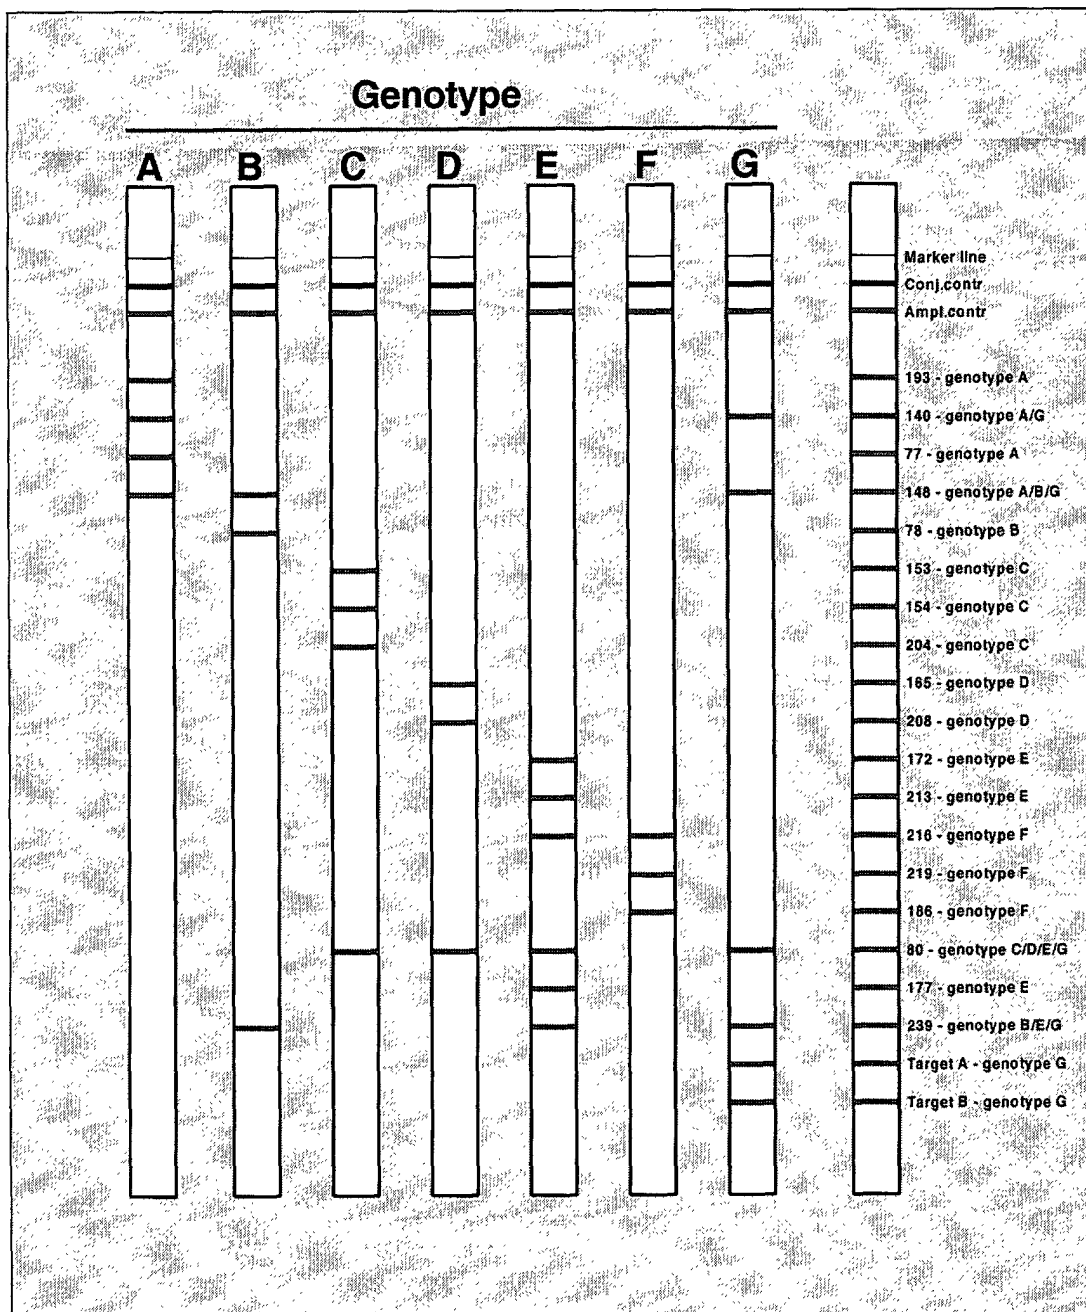 Genotype
A B C D E F G
Marker line
Conj.contr
Ampl.contr
193 - genotype A
140 - genotype A/G
77 - genotype A
148 - genotype A/B/G
78 - genotype B
153 - genotype C
154 - genotype C
204 - genotype C
165 - genotype D
208 - genotype D
172 - genotype E
213 - genotype E
216 - genotype F
219 - genotype F
186 - genotype F
80 - genotype C/D/E/G
177 - genotype E
239 - genotype B/E/G
Target A - genotype G
Target B - genotype G